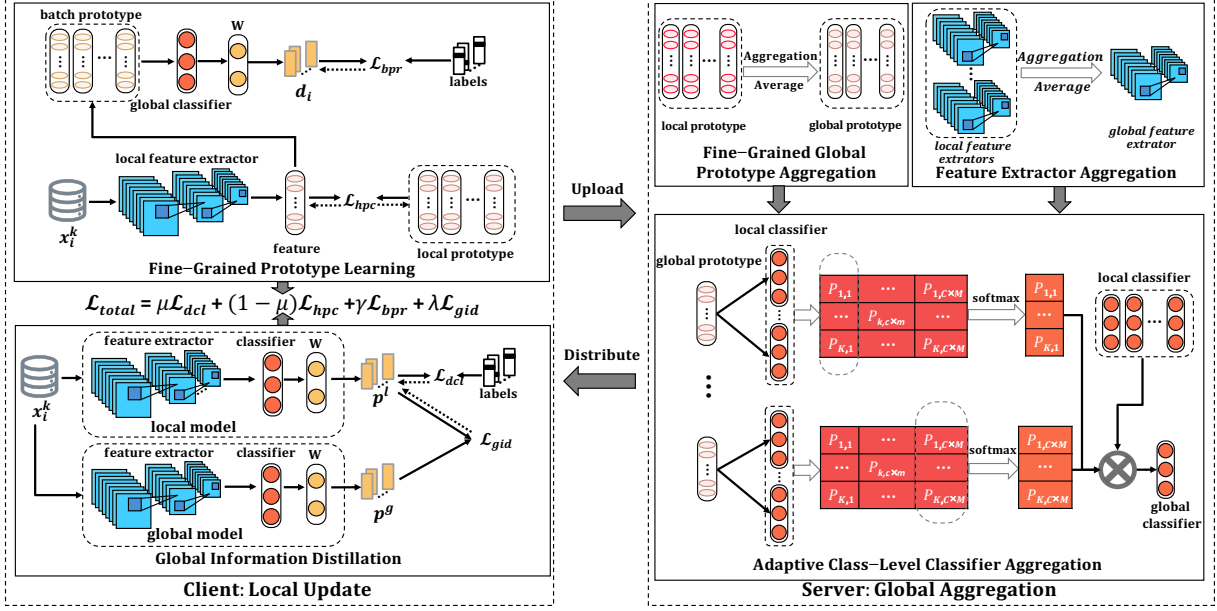 batch prototype
W
global classifier
d_i
ℒ_bpr
labels
local feature extractor
x_i^k
feature
ℒ_hpc
local prototype
Fine−Grained Prototype Learning
ℒ_total = μℒ_dcl + (1 − μ)ℒ_hpc +γℒ_bpr + λℒ_gid
feature extractor
classifier
W
x_i^k
local model
p^l
ℒ_dcl
labels
ℒ_gid
feature extractor
classifier
W
global model
p^g
Global Information Distillation
Client: Local Update
Upload
Distribute
local prototype
Aggregation
Average
global prototype
Fine−Grained Global
Prototype Aggregation
local feature
extrators
Aggregation
Average
global feature
extrator
Feature Extractor Aggregation
local classifier
global prototype
P_1,1 ··· P_1,C×M
··· P_k,c×m ···
P_K,1 ··· P_K,C×M
softmax
P_1,1
···
P_K,1
local classifier
P_1,1 ··· P_1,C×M
··· P_k,c×m ···
P_K,1 ··· P_K,C×M
softmax
P_1,C×M
···
P_K,C×M
global
classifier
Adaptive Class−Level Classifier Aggregation
Server: Global Aggregation